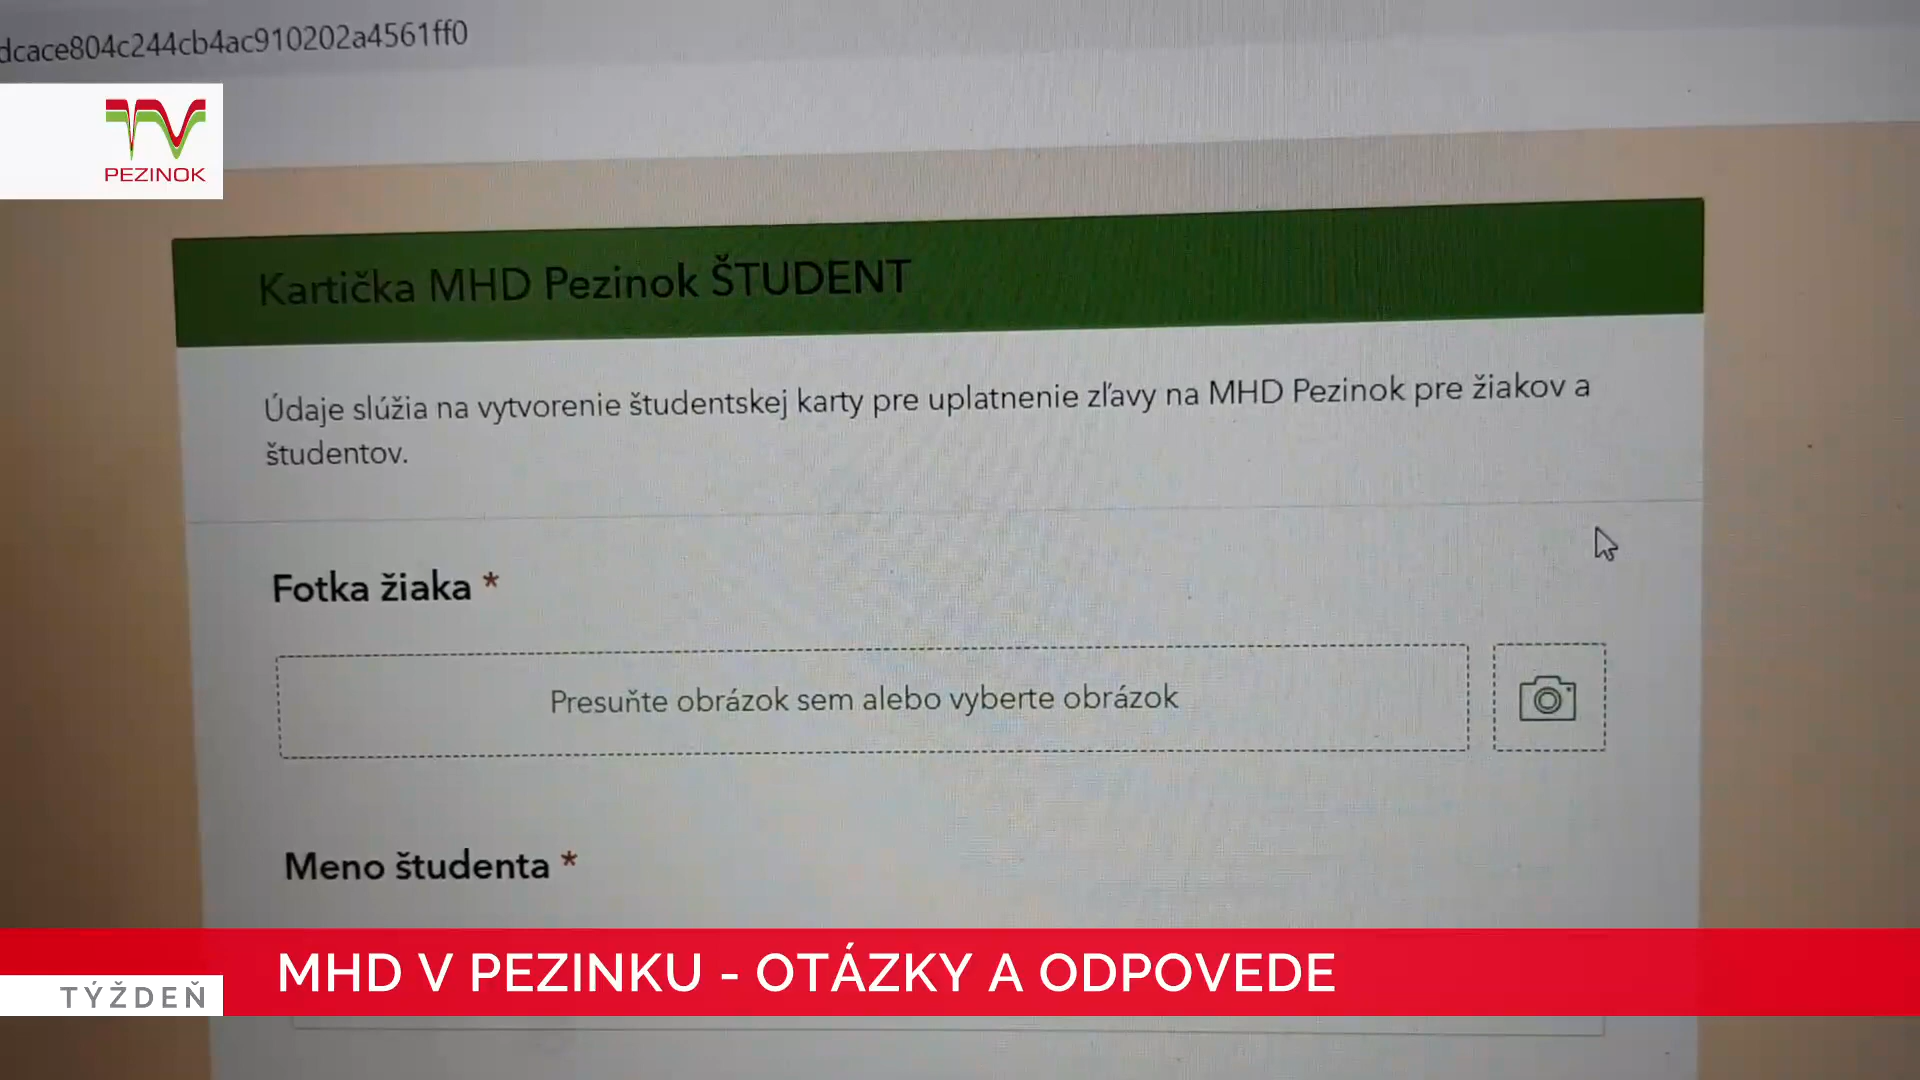 dcace804c244cb4ac910202a4561ff0
TV
PEZINOK
Kartička MHD Pezinok ŠTUDENT
Údaje slúžia na vytvorenie študentskej karty pre uplatnenie zľavy na MHD Pezinok pre žiakov a
študentov.
Fotka žiaka *
Presuňte obrázok sem alebo vyberte obrázok
Meno študenta *
MHD V PEZINKU - OTÁZKY A ODPOVEDE
TÝŽDEŇ